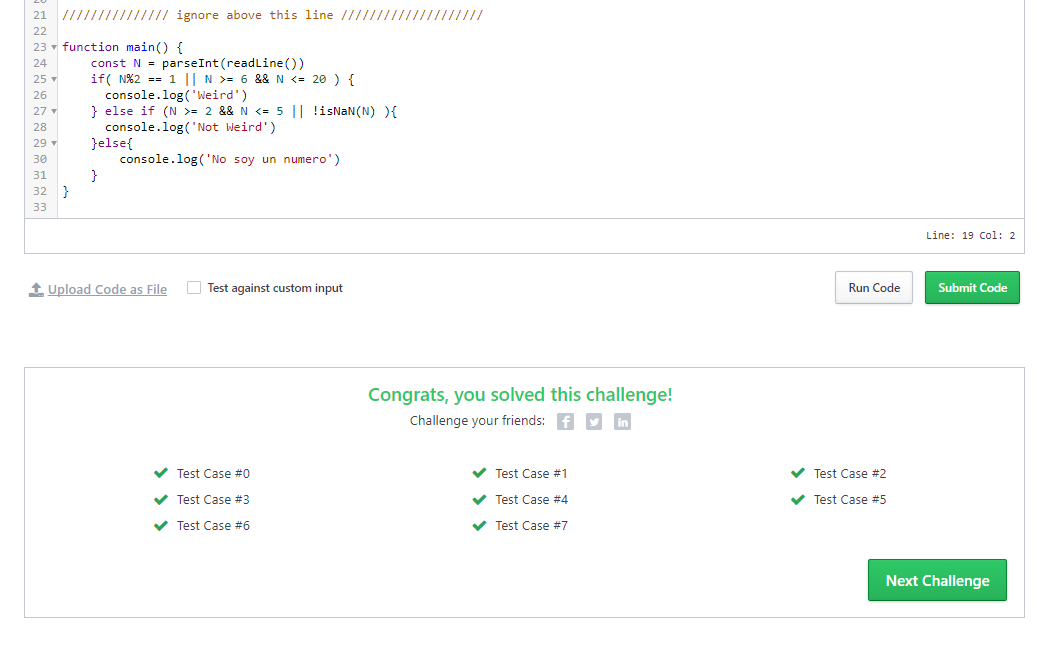 20
21 /////////////// ignore above this line ////////////////////
22
23 function main() {
24 const N = parseInt(readLine())
25 if( N%2 == 1 || N >= 6 && N <= 20 ) {
26 console.log('Weird')
27 } else if (N >= 2 && N <= 5 || !isNaN(N) ){
28 console.log('Not Weird')
29 }else{
30 console.log('No soy un numero')
31 }
32 }
33
Line: 19 Col: 2
Upload Code as File Test against custom input Run Code Submit Code
Congrats, you solved this challenge!
Challenge your friends:
Test Case #0 Test Case #1 Test Case #2
Test Case #3 Test Case #4 Test Case #5
Test Case #6 Test Case #7
Next Challenge